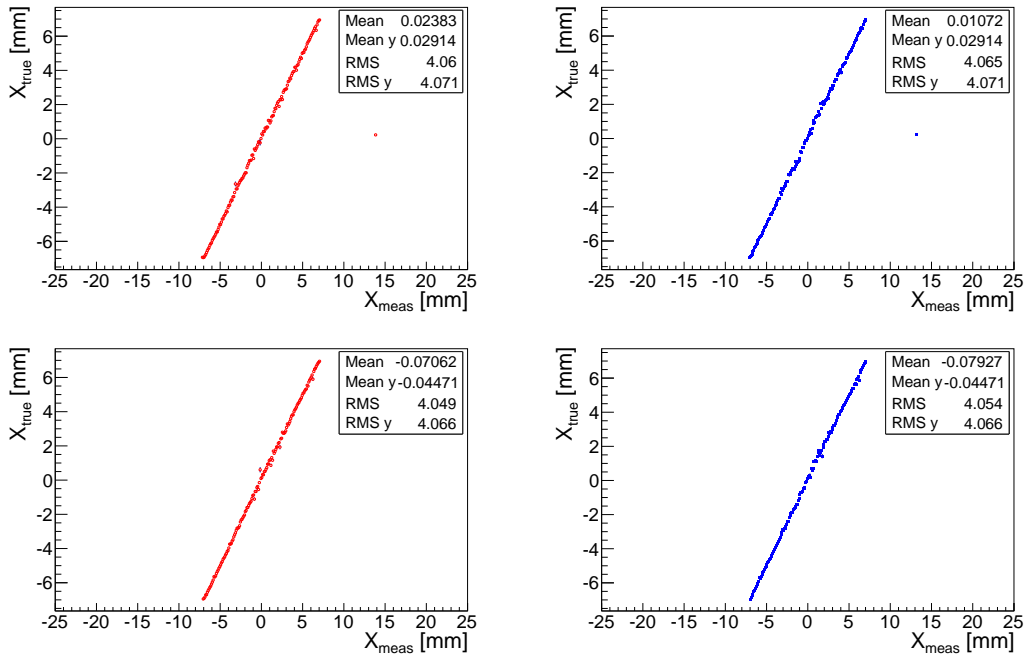 X_true [mm]
6
4
2
0
-2
-4
-6
-25 -20 -15 -10 -5 0 5 10 15 20 25
X_meas [mm]
Mean 0.02383
Mean y 0.02914
RMS 4.06
RMS y 4.071
X_true [mm]
6
4
2
0
-2
-4
-6
-25 -20 -15 -10 -5 0 5 10 15 20 25
X_meas [mm]
Mean 0.01072
Mean y 0.02914
RMS 4.065
RMS y 4.071
X_true [mm]
6
4
2
0
-2
-4
-6
-25 -20 -15 -10 -5 0 5 10 15 20 25
X_meas [mm]
Mean -0.07062
Mean y -0.04471
RMS 4.049
RMS y 4.066
X_true [mm]
6
4
2
0
-2
-4
-6
-25 -20 -15 -10 -5 0 5 10 15 20 25
X_meas [mm]
Mean -0.07927
Mean y -0.04471
RMS 4.054
RMS y 4.066